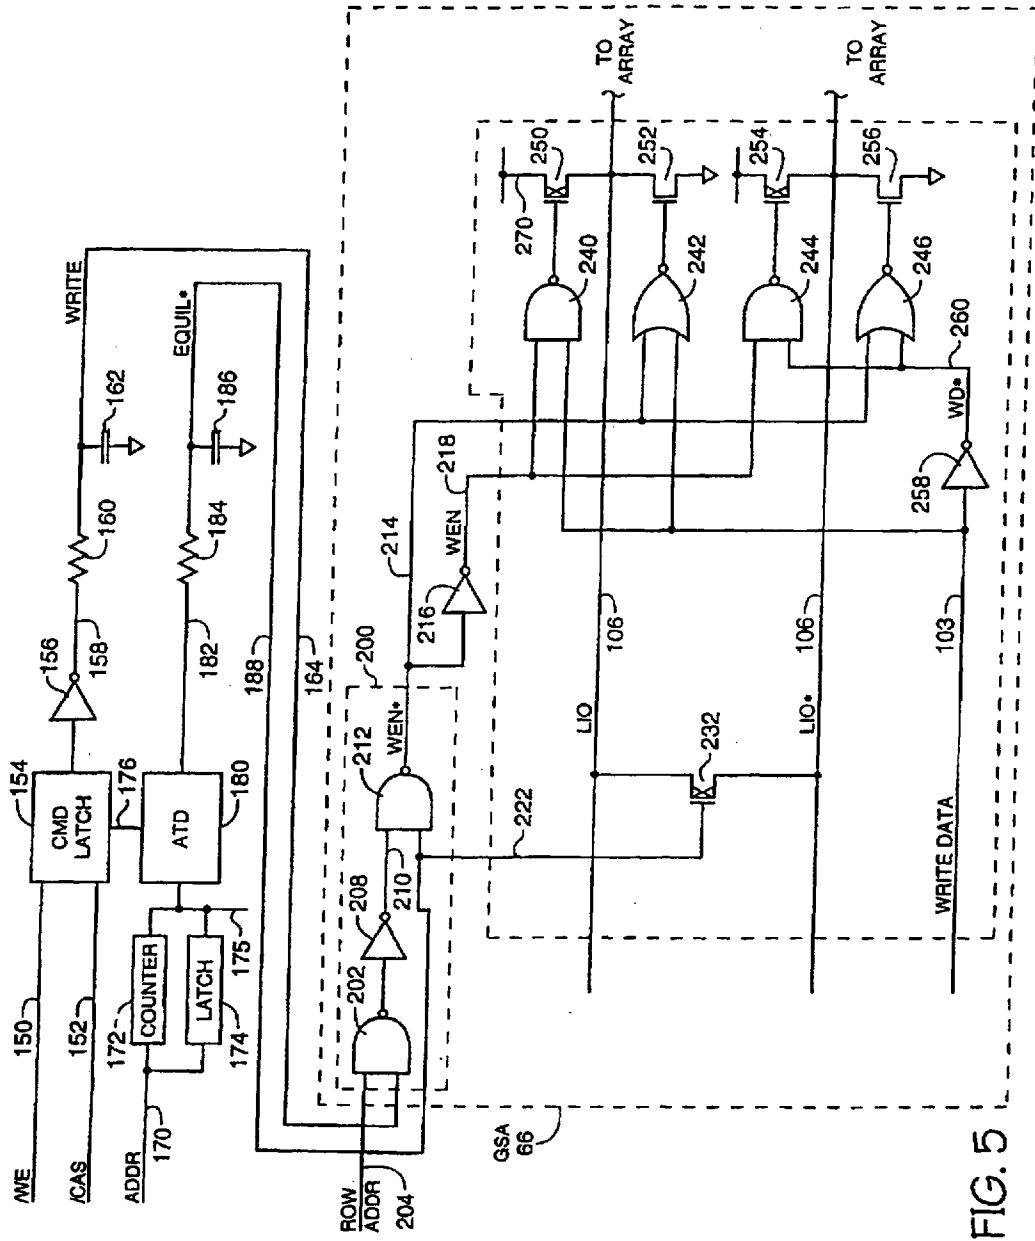 /WE
150
/CAS
152
154
CMD
LATCH
156
158
160
WRITE
162
176
ADDR
170
172
COUNTER
174
LATCH
175
ATD
180
182
184
EQUIL*
186
188
164
ROW
ADDR
204
GSA
66
200
202
208
210
212
WEN*
214
216
WEN
218
222
LIO
106
232
LIO*
106
WRITE DATA
103
258
WD*
260
240
242
244
246
270
250
252
254
256
TO
ARRAY
TO
ARRAY
FIG. 5